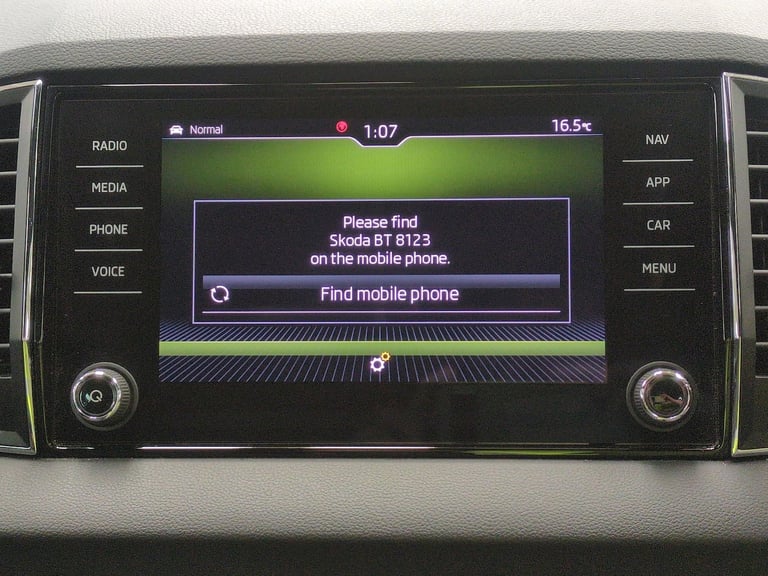 Normal
1:07
16.5°C
RADIO
MEDIA
PHONE
VOICE
NAV
APP
CAR
MENU
Please find
Skoda BT 8123
on the mobile phone.
Find mobile phone